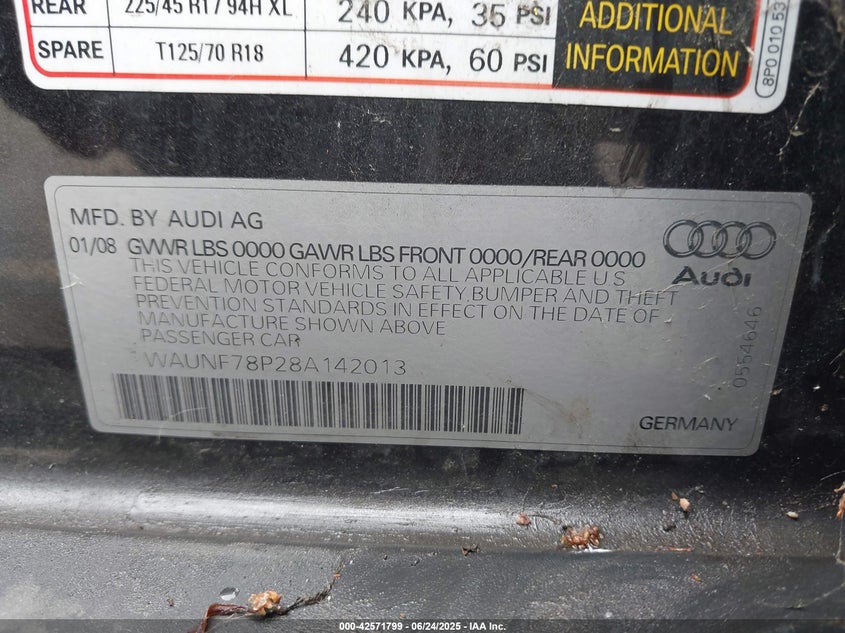 REAR 225/45 R17 94H XL 240 KPA, 35 PSI
SPARE T125/70 R18 420 KPA, 60 PSI
ADDITIONAL
INFORMATION
8P0 010 53
MFD. BY AUDI AG
01/08 GVWR LBS 0000 GAWR LBS FRONT 0000/REAR 0000
THIS VEHICLE CONFORMS TO ALL APPLICABLE U S
FEDERAL MOTOR VEHICLE SAFETY,BUMPER AND THEFT
PREVENTION STANDARDS IN EFFECT ON THE DATE OF
MANUFACTURE SHOWN ABOVE
PASSENGER CAR
WAUNF78P28A142013
Audi
0554646
GERMANY
000-42571799 - 06/24/2025 - IAA Inc.